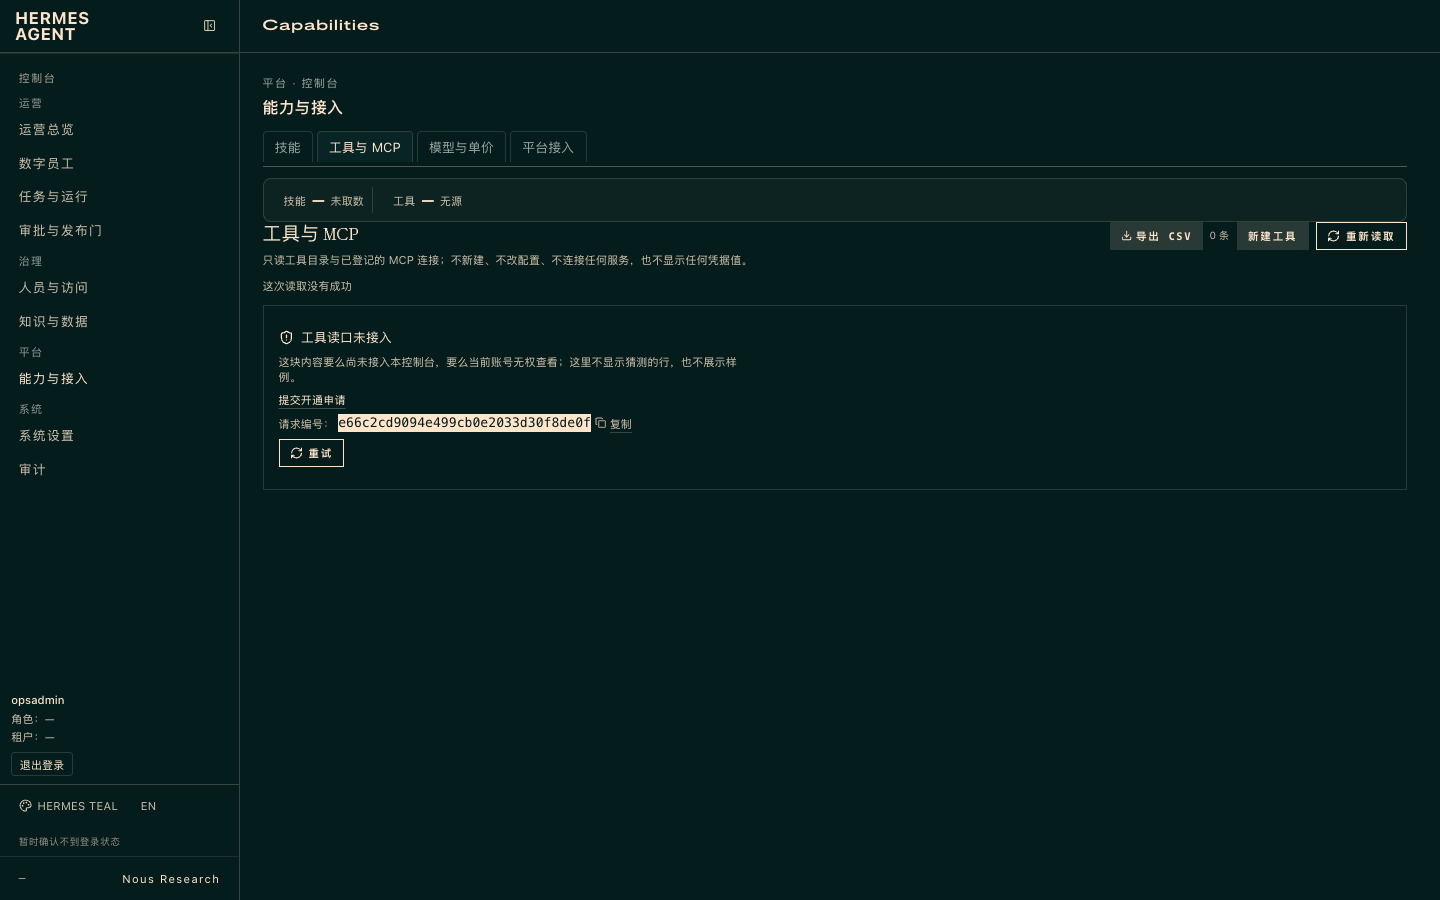 HERMES
AGENT
Capabilities
控制台
运营
运营总览
数字员工
任务与运行
审批与发布门
治理
人员与访问
知识与数据
平台
能力与接入
系统
系统设置
审计
opsadmin
角色： —
租户： —
退出登录
HERMES TEAL EN
暂时确认不到登录状态
— Nous Research
平台 · 控制台
能力与接入
技能 工具与 MCP 模型与单价 平台接入
技能 — 未取数 工具 — 无源
工具与 MCP
导出 CSV 0 条 新建工具 重新读取
只读工具目录与已登记的 MCP 连接；不新建、不改配置、不连接任何服务，也不显示任何凭据值。
这次读取没有成功
工具读口未接入
这块内容要么尚未接入本控制台，要么当前账号无权查看；这里不显示猜测的行，也不展示样
例。
提交开通申请
请求编号： e66c2cd9094e499cb0e2033d30f8de0f 复制
重试